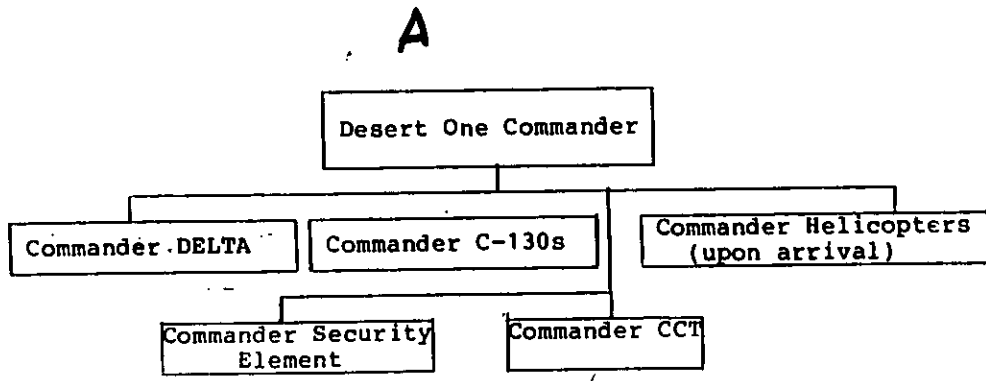 A
Desert One Commander
Commander DELTA
Commander C-130s
Commander Helicopters
(upon arrival)
Commander Security
Element
Commander CCT